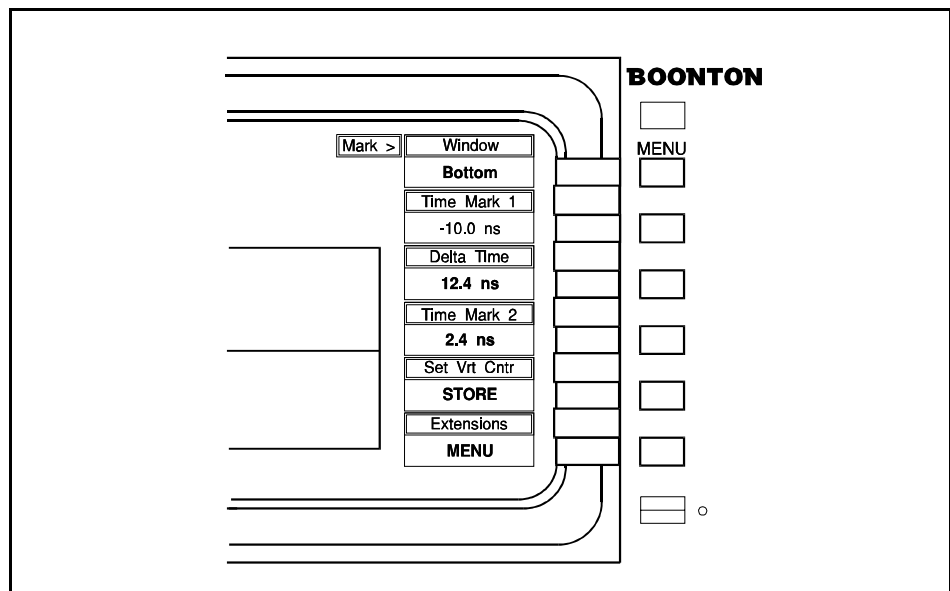 BOONTON
MENU
Mark >
Window
Bottom
Time Mark 1
-10.0 ns
Delta Time
12.4 ns
Time Mark 2
2.4 ns
Set Vrt Cntr
STORE
Extensions
MENU